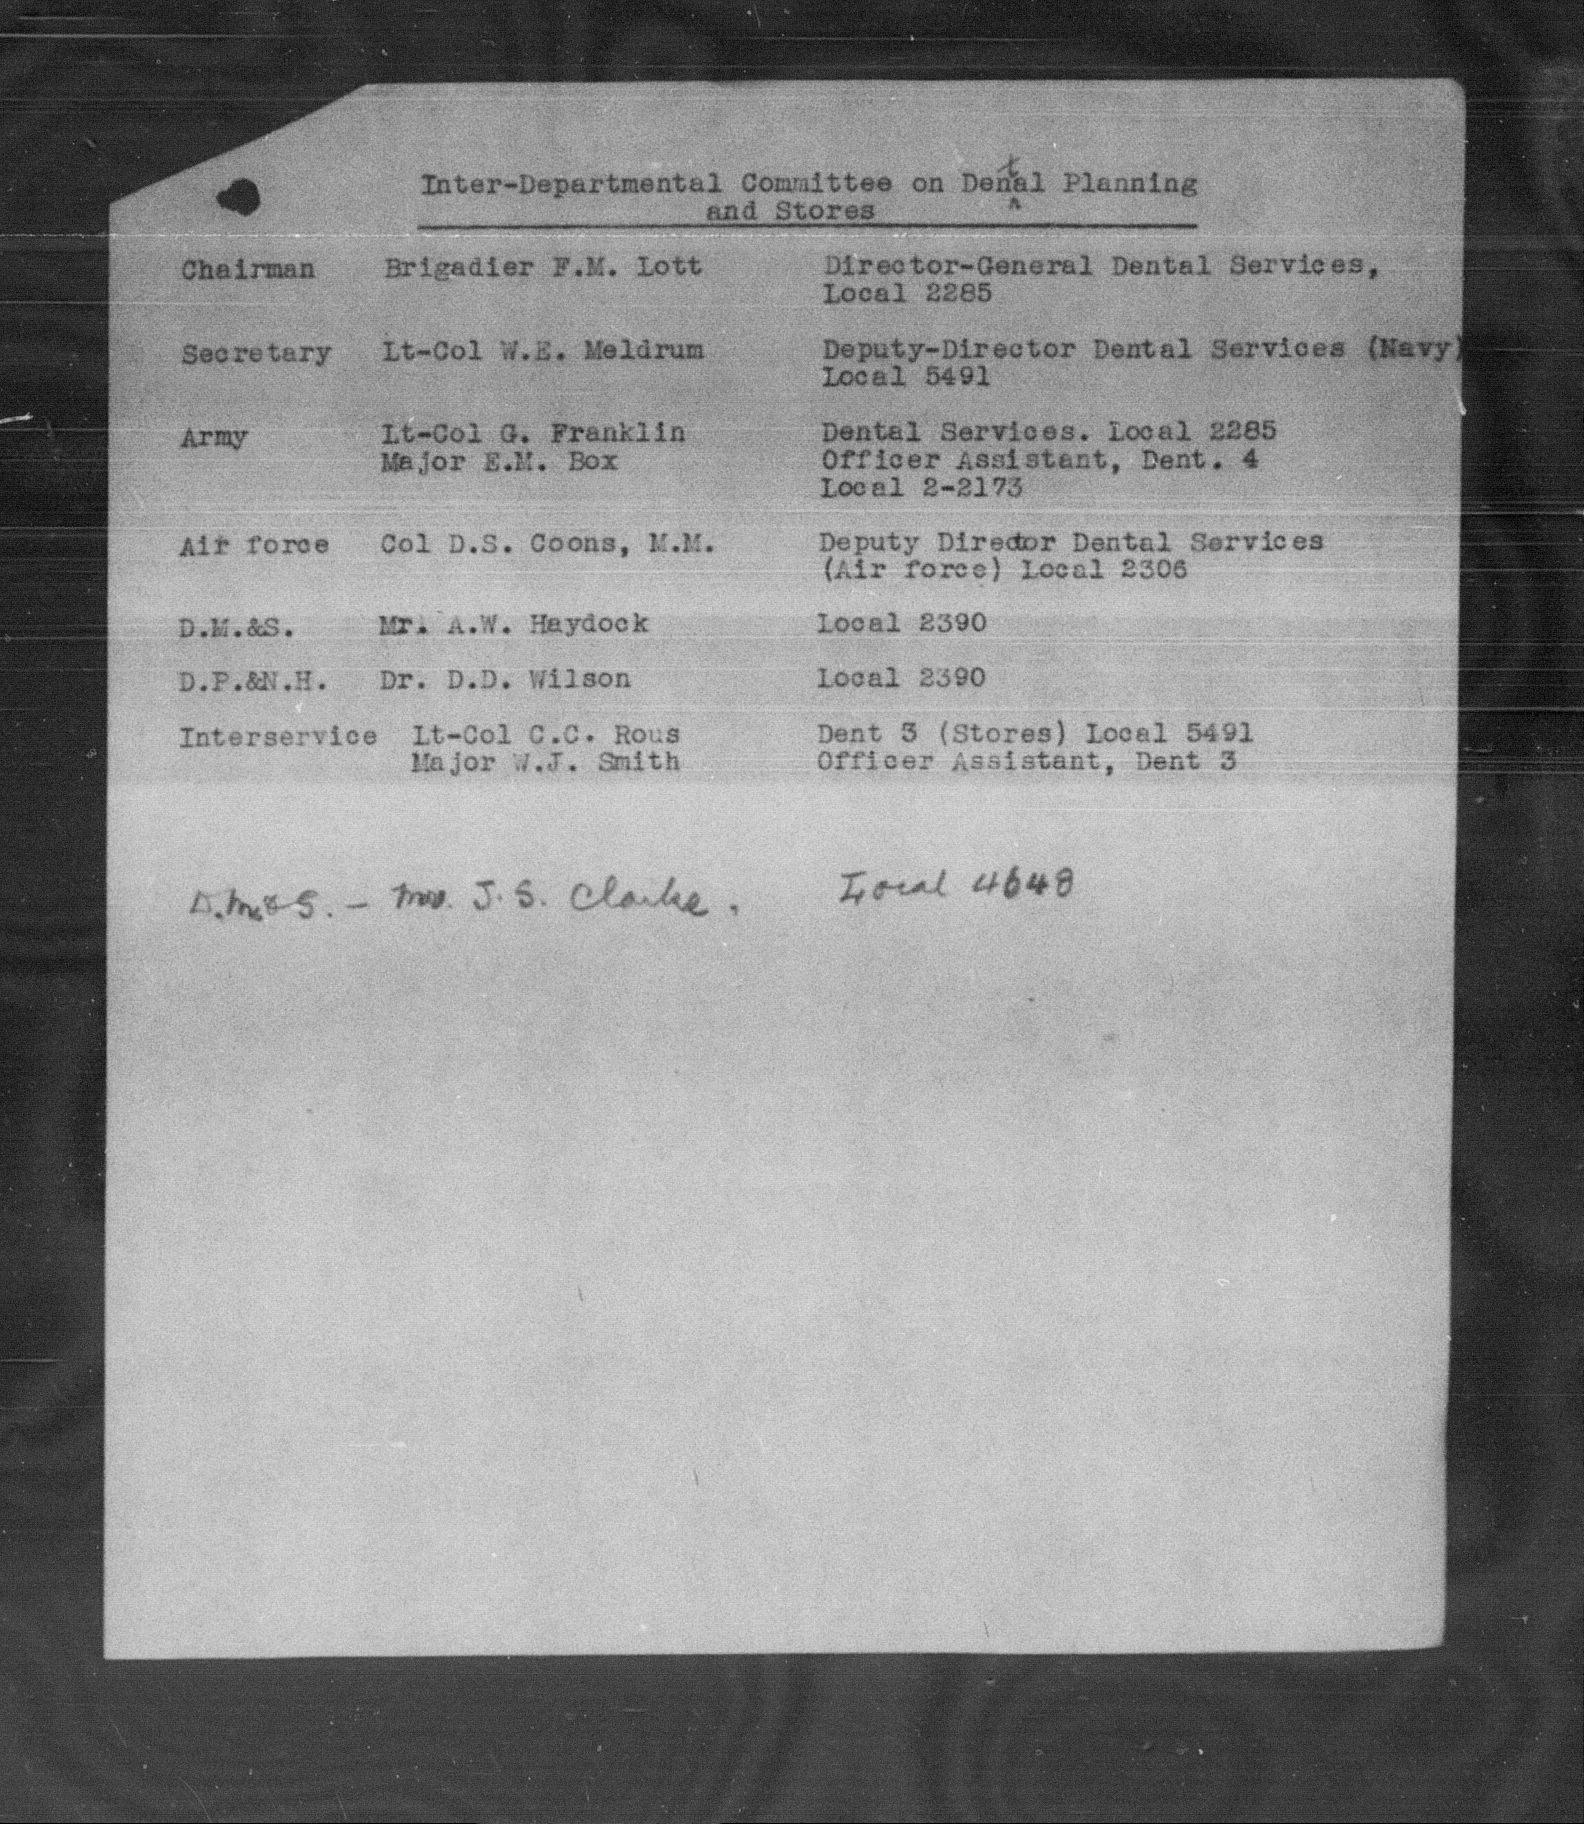 Inter-Departmental Committee on Dental Planning
and Stores
Chairman Brigadier F.M. Lott Director-General Dental Services,
Local 2285
Secretary Lt-Col W.E. Meldrum Deputy-Director Dental Services (Navy)
Local 5491
Army Lt-Col G. Franklin Dental Services. Local 2285
Major E.M. Box Officer Assistant, Dent. 4
Local 2-2173
Air force Col D.S. Coons, M.M. Deputy Director Dental Services
(Air force) Local 2306
D.M.&S. Mr. A.W. Haydock Local 2390
D.P.&N.H. Dr. D.D. Wilson Local 2390
Interservice Lt-Col C.C. Rous Dent 3 (Stores) Local 5491
Major W.J. Smith Officer Assistant, Dent 3
D.M.&S. - J.S. Clarke. Local 4648